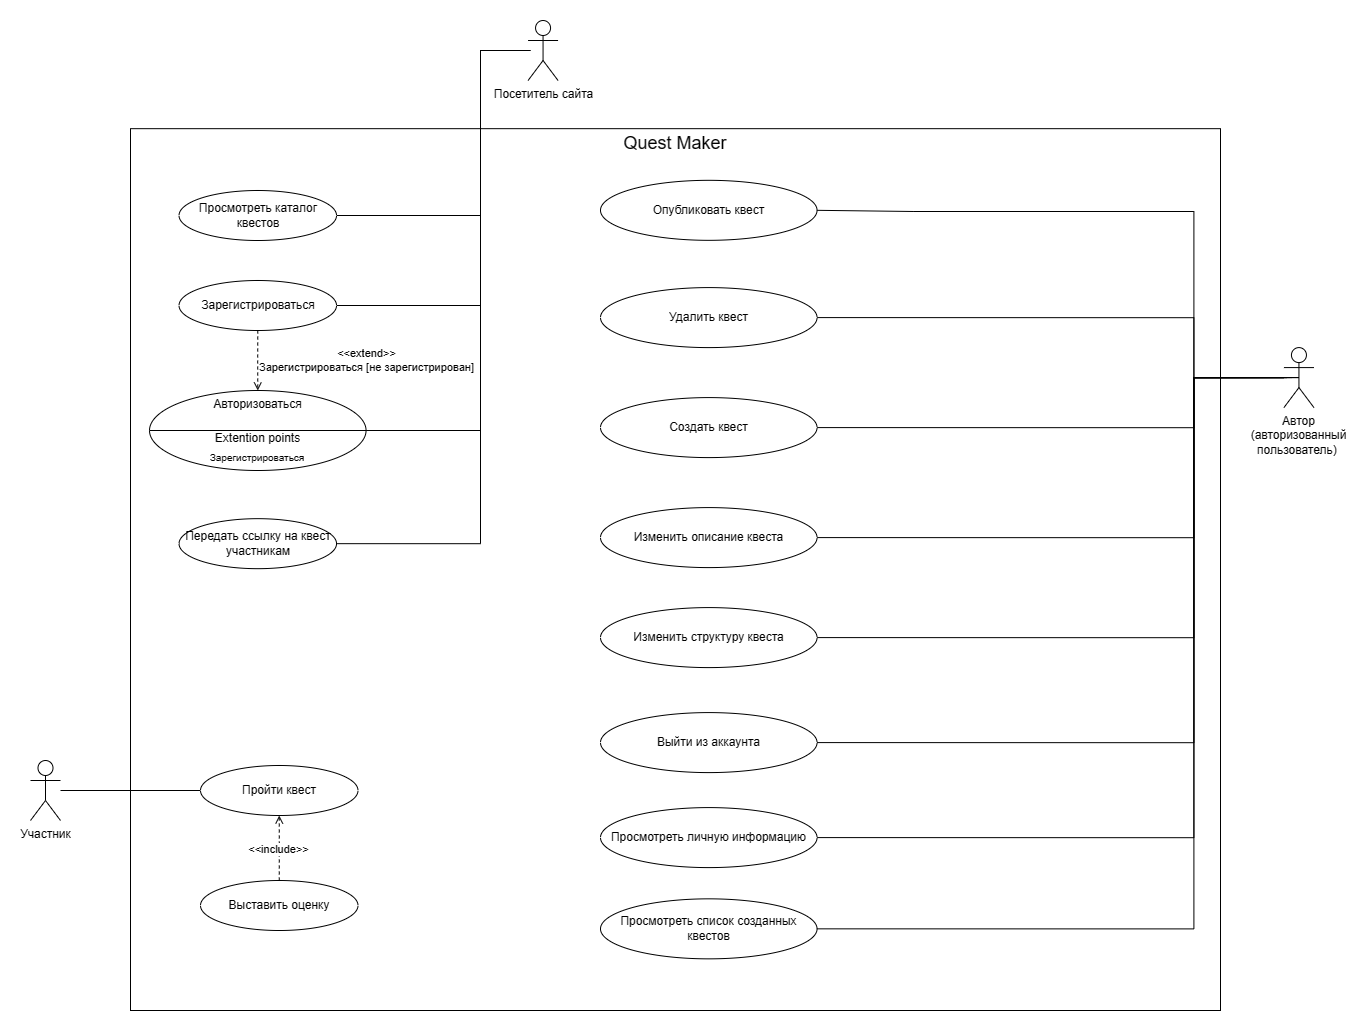 Посетитель сайта
Quest Maker
Просмотреть каталог
квестов
Зарегистрироваться
<<extend>>
Зарегистрироваться [не зарегистрирован]
Авторизоваться
Extention points
Зарегистрироваться
Передать ссылку на квест
участникам
Опубликовать квест
Удалить квест
Создать квест
Изменить описание квеста
Изменить структуру квеста
Выйти из аккаунта
Просмотреть личную информацию
Просмотреть список созданных
квестов
Автор
(авторизованный
пользователь)
Участник
Пройти квест
<<include>>
Выставить оценку